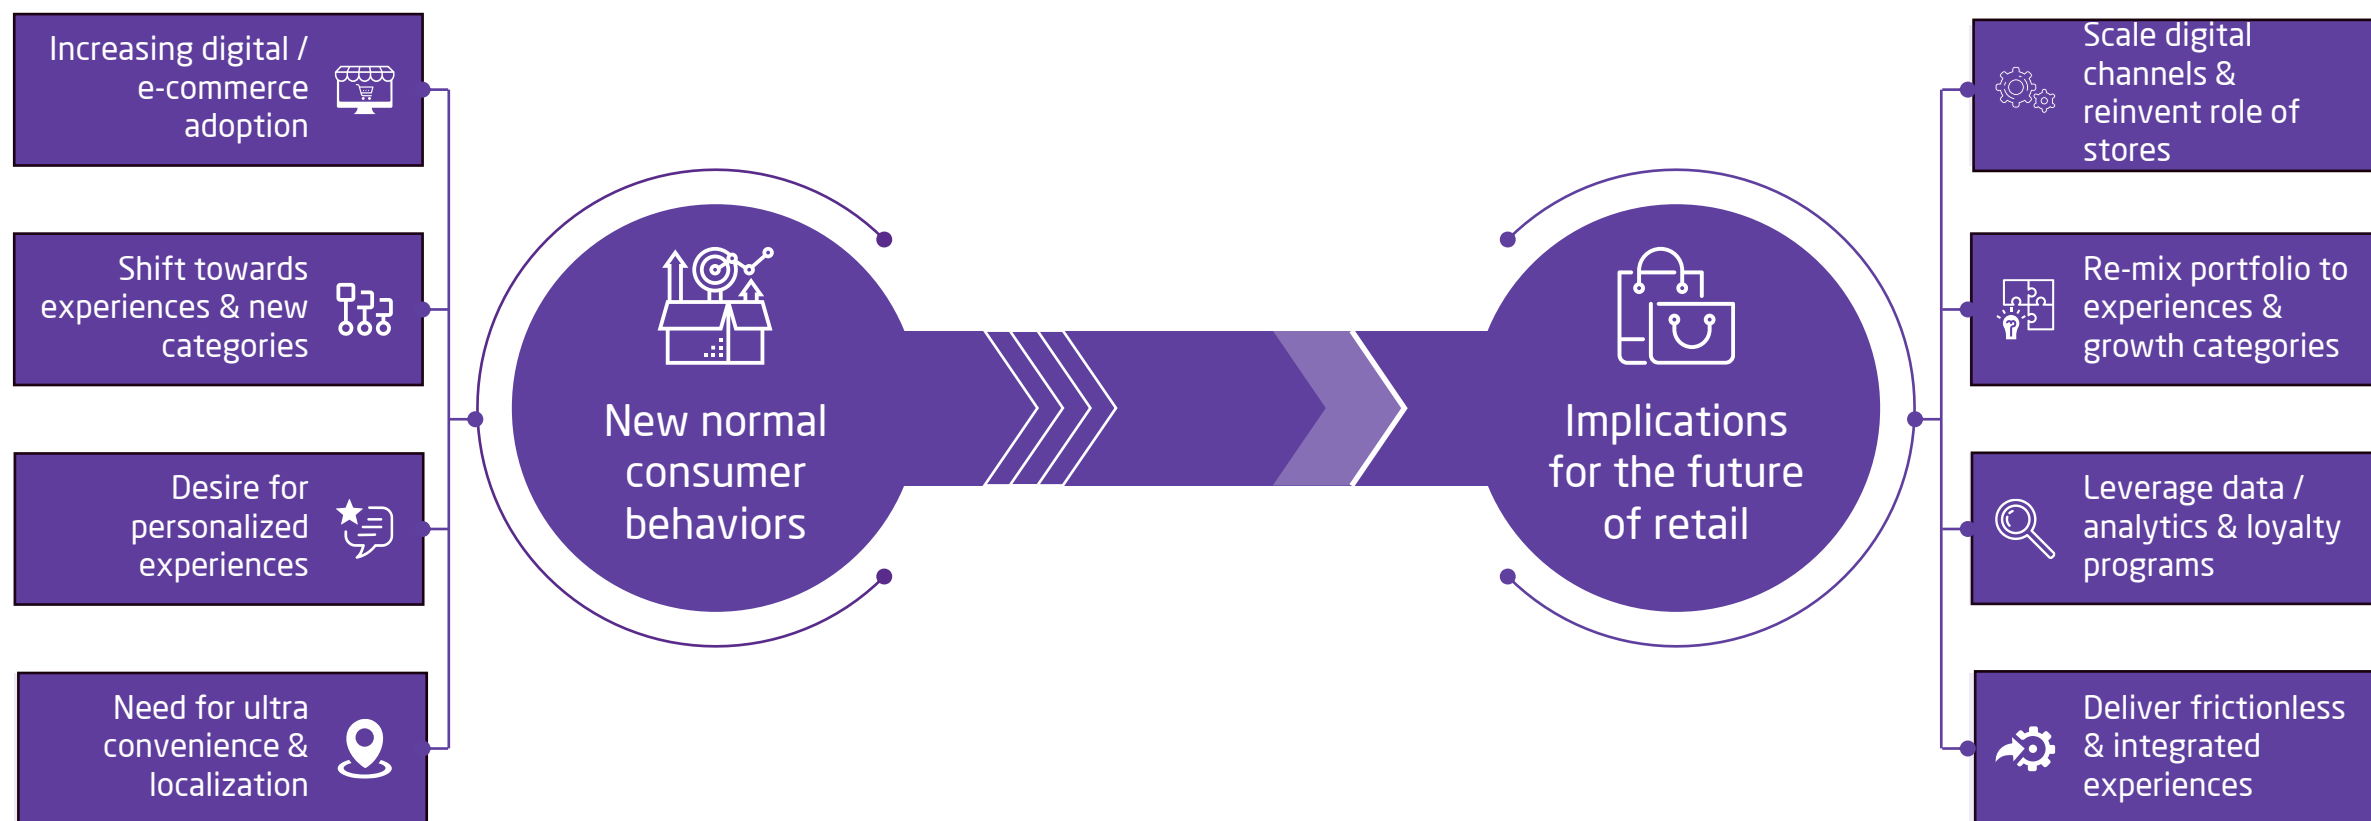 Increasing digital /
e-commerce
adoption
Shift towards
experiences & new
categories
Desire for
personalized
experiences
Need for ultra
convenience &
localization
New normal
consumer
behaviors
Implications
for the future
of retail
Scale digital
channels &
reinvent role of
stores
Re-mix portfolio to
experiences &
growth categories
Leverage data /
analytics & loyalty
programs
Deliver frictionless
& integrated
experiences